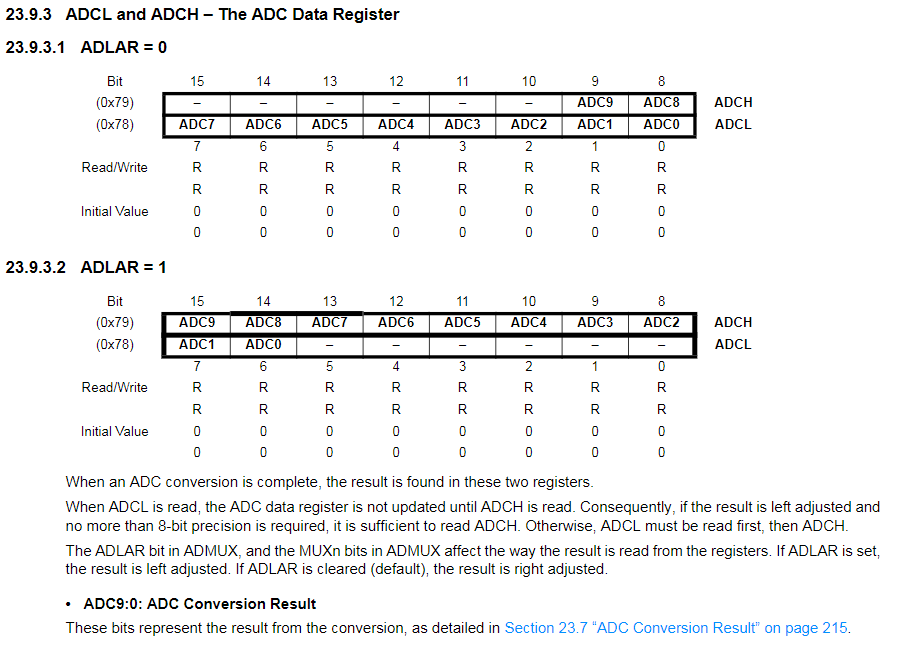 23.9.3 ADCL and ADCH – The ADC Data Register
23.9.3.1 ADLAR = 0
Bit 15 14 13 12 11 10 9 8
(0x79) – – – – – – ADC9 ADC8 ADCH
(0x78) ADC7 ADC6 ADC5 ADC4 ADC3 ADC2 ADC1 ADC0 ADCL
7 6 5 4 3 2 1 0
Read/Write R R R R R R R R
R R R R R R R R
Initial Value 0 0 0 0 0 0 0 0
0 0 0 0 0 0 0 0
23.9.3.2 ADLAR = 1
Bit 15 14 13 12 11 10 9 8
(0x79) ADC9 ADC8 ADC7 ADC6 ADC5 ADC4 ADC3 ADC2 ADCH
(0x78) ADC1 ADC0 – – – – – – ADCL
7 6 5 4 3 2 1 0
Read/Write R R R R R R R R
R R R R R R R R
Initial Value 0 0 0 0 0 0 0 0
0 0 0 0 0 0 0 0
When an ADC conversion is complete, the result is found in these two registers.
When ADCL is read, the ADC data register is not updated until ADCH is read. Consequently, if the result is left adjusted and
no more than 8-bit precision is required, it is sufficient to read ADCH. Otherwise, ADCL must be read first, then ADCH.
The ADLAR bit in ADMUX, and the MUXn bits in ADMUX affect the way the result is read from the registers. If ADLAR is set,
the result is left adjusted. If ADLAR is cleared (default), the result is right adjusted.
• ADC9:0: ADC Conversion Result
These bits represent the result from the conversion, as detailed in Section 23.7 “ADC Conversion Result” on page 215.